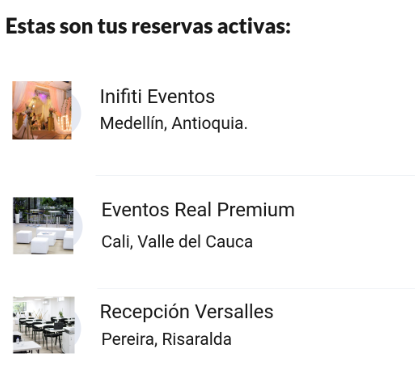 Estas son tus reservas activas:
Inifiti Eventos
Medellín, Antioquia.
Eventos Real Premium
Cali, Valle del Cauca
Recepción Versalles
Pereira, Risaralda